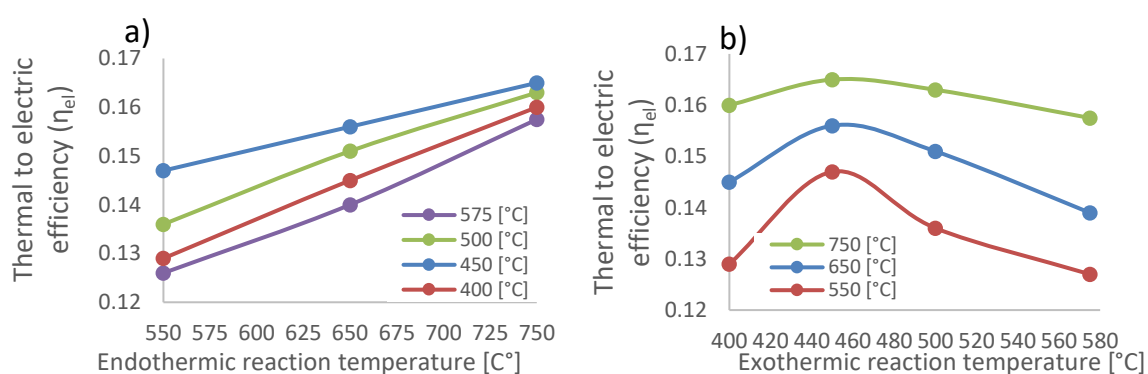 a)
Thermal to electric
efficiency (ηel)
0.17
0.16
0.15
0.14
0.13
0.12
575 [°C]
500 [°C]
450 [°C]
400 [°C]
550 575 600 625 650 675 700 725 750
Endothermic reaction temperature [C°]
b)
Thermal to electric
efficiency (ηel)
0.17
0.16
0.15
0.14
0.13
0.12
750 [°C]
650 [°C]
550 [°C]
400 420 440 460 480 500 520 540 560 580
Exothermic reaction temperature [°C]